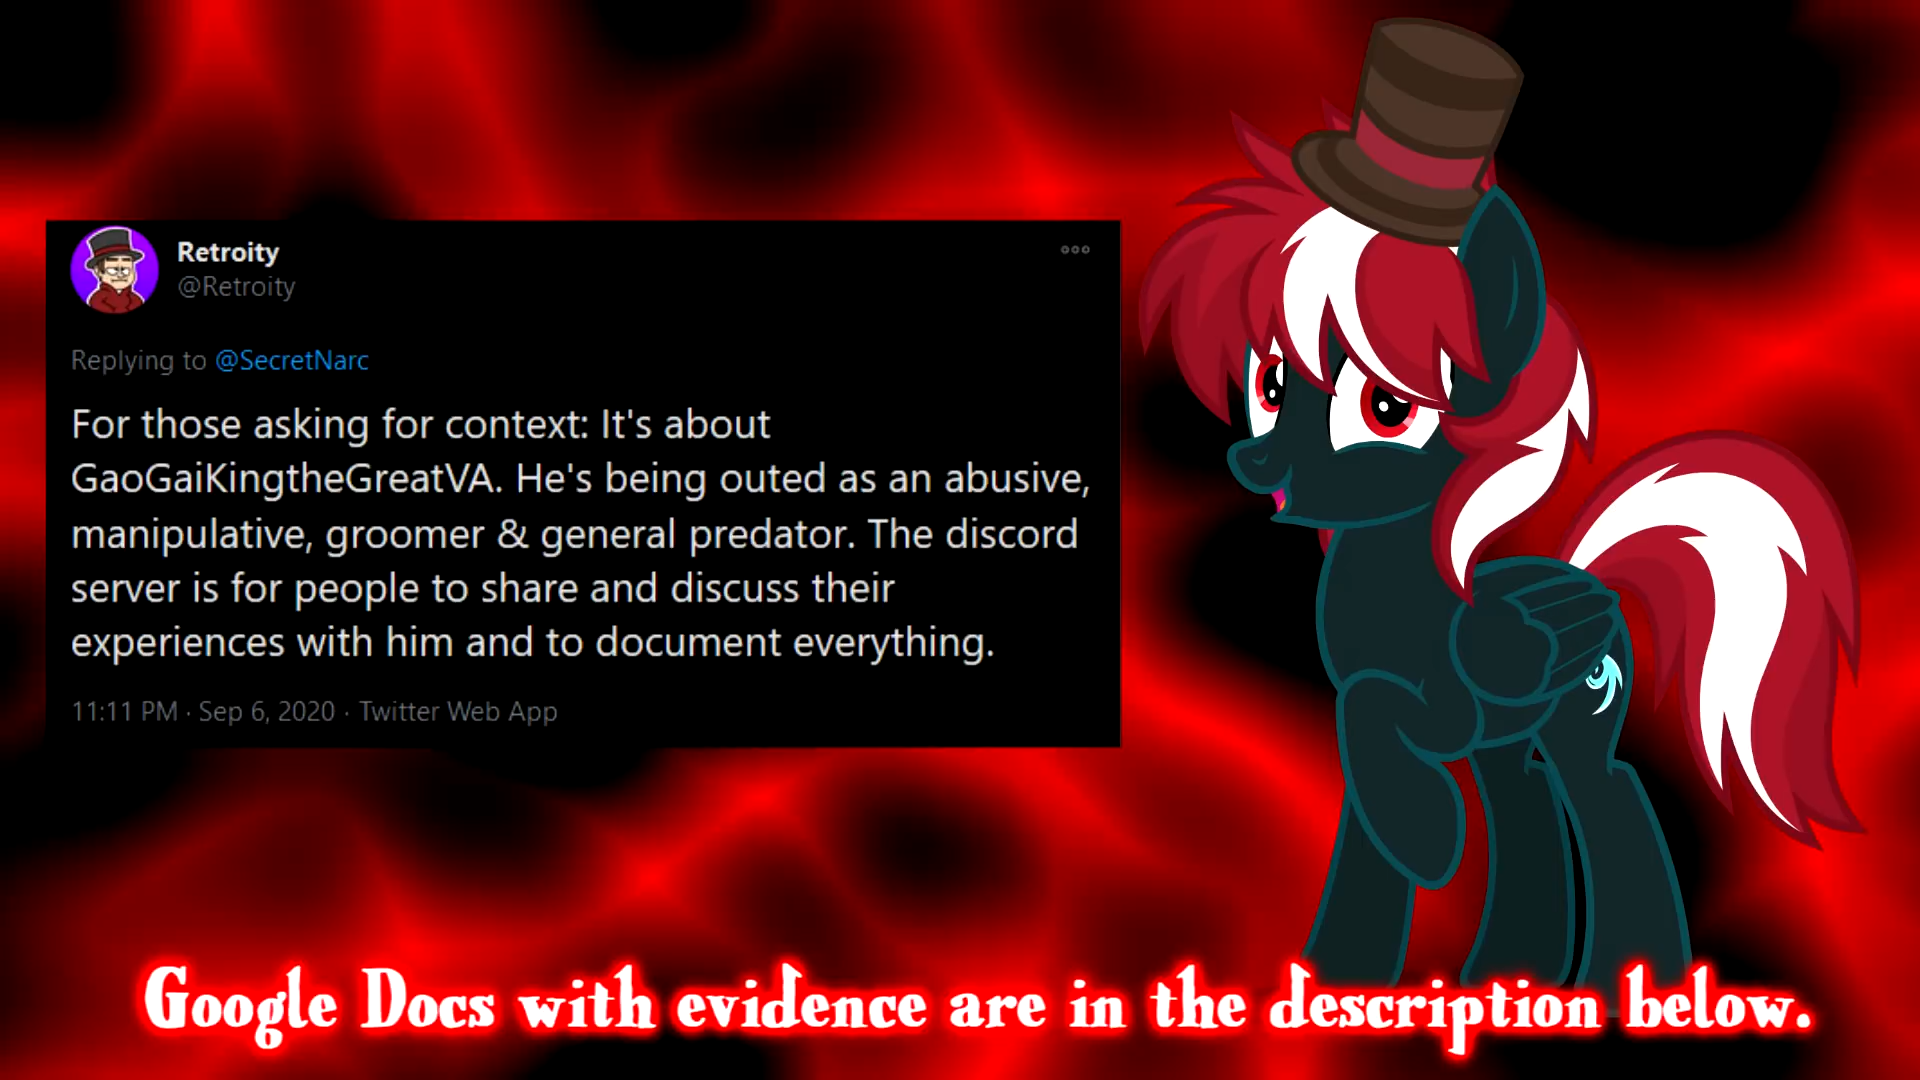 Retroity
@Retroity
Replying to @SecretNarc
For those asking for context: It's about
GaoGaiKingtheGreatVA. He's being outed as an abusive,
manipulative, groomer & general predator. The discord
server is for people to share and discuss their
experiences with him and to document everything.
11:11 PM · Sep 6, 2020 · Twitter Web App
Google Docs with evidence are in the description below.